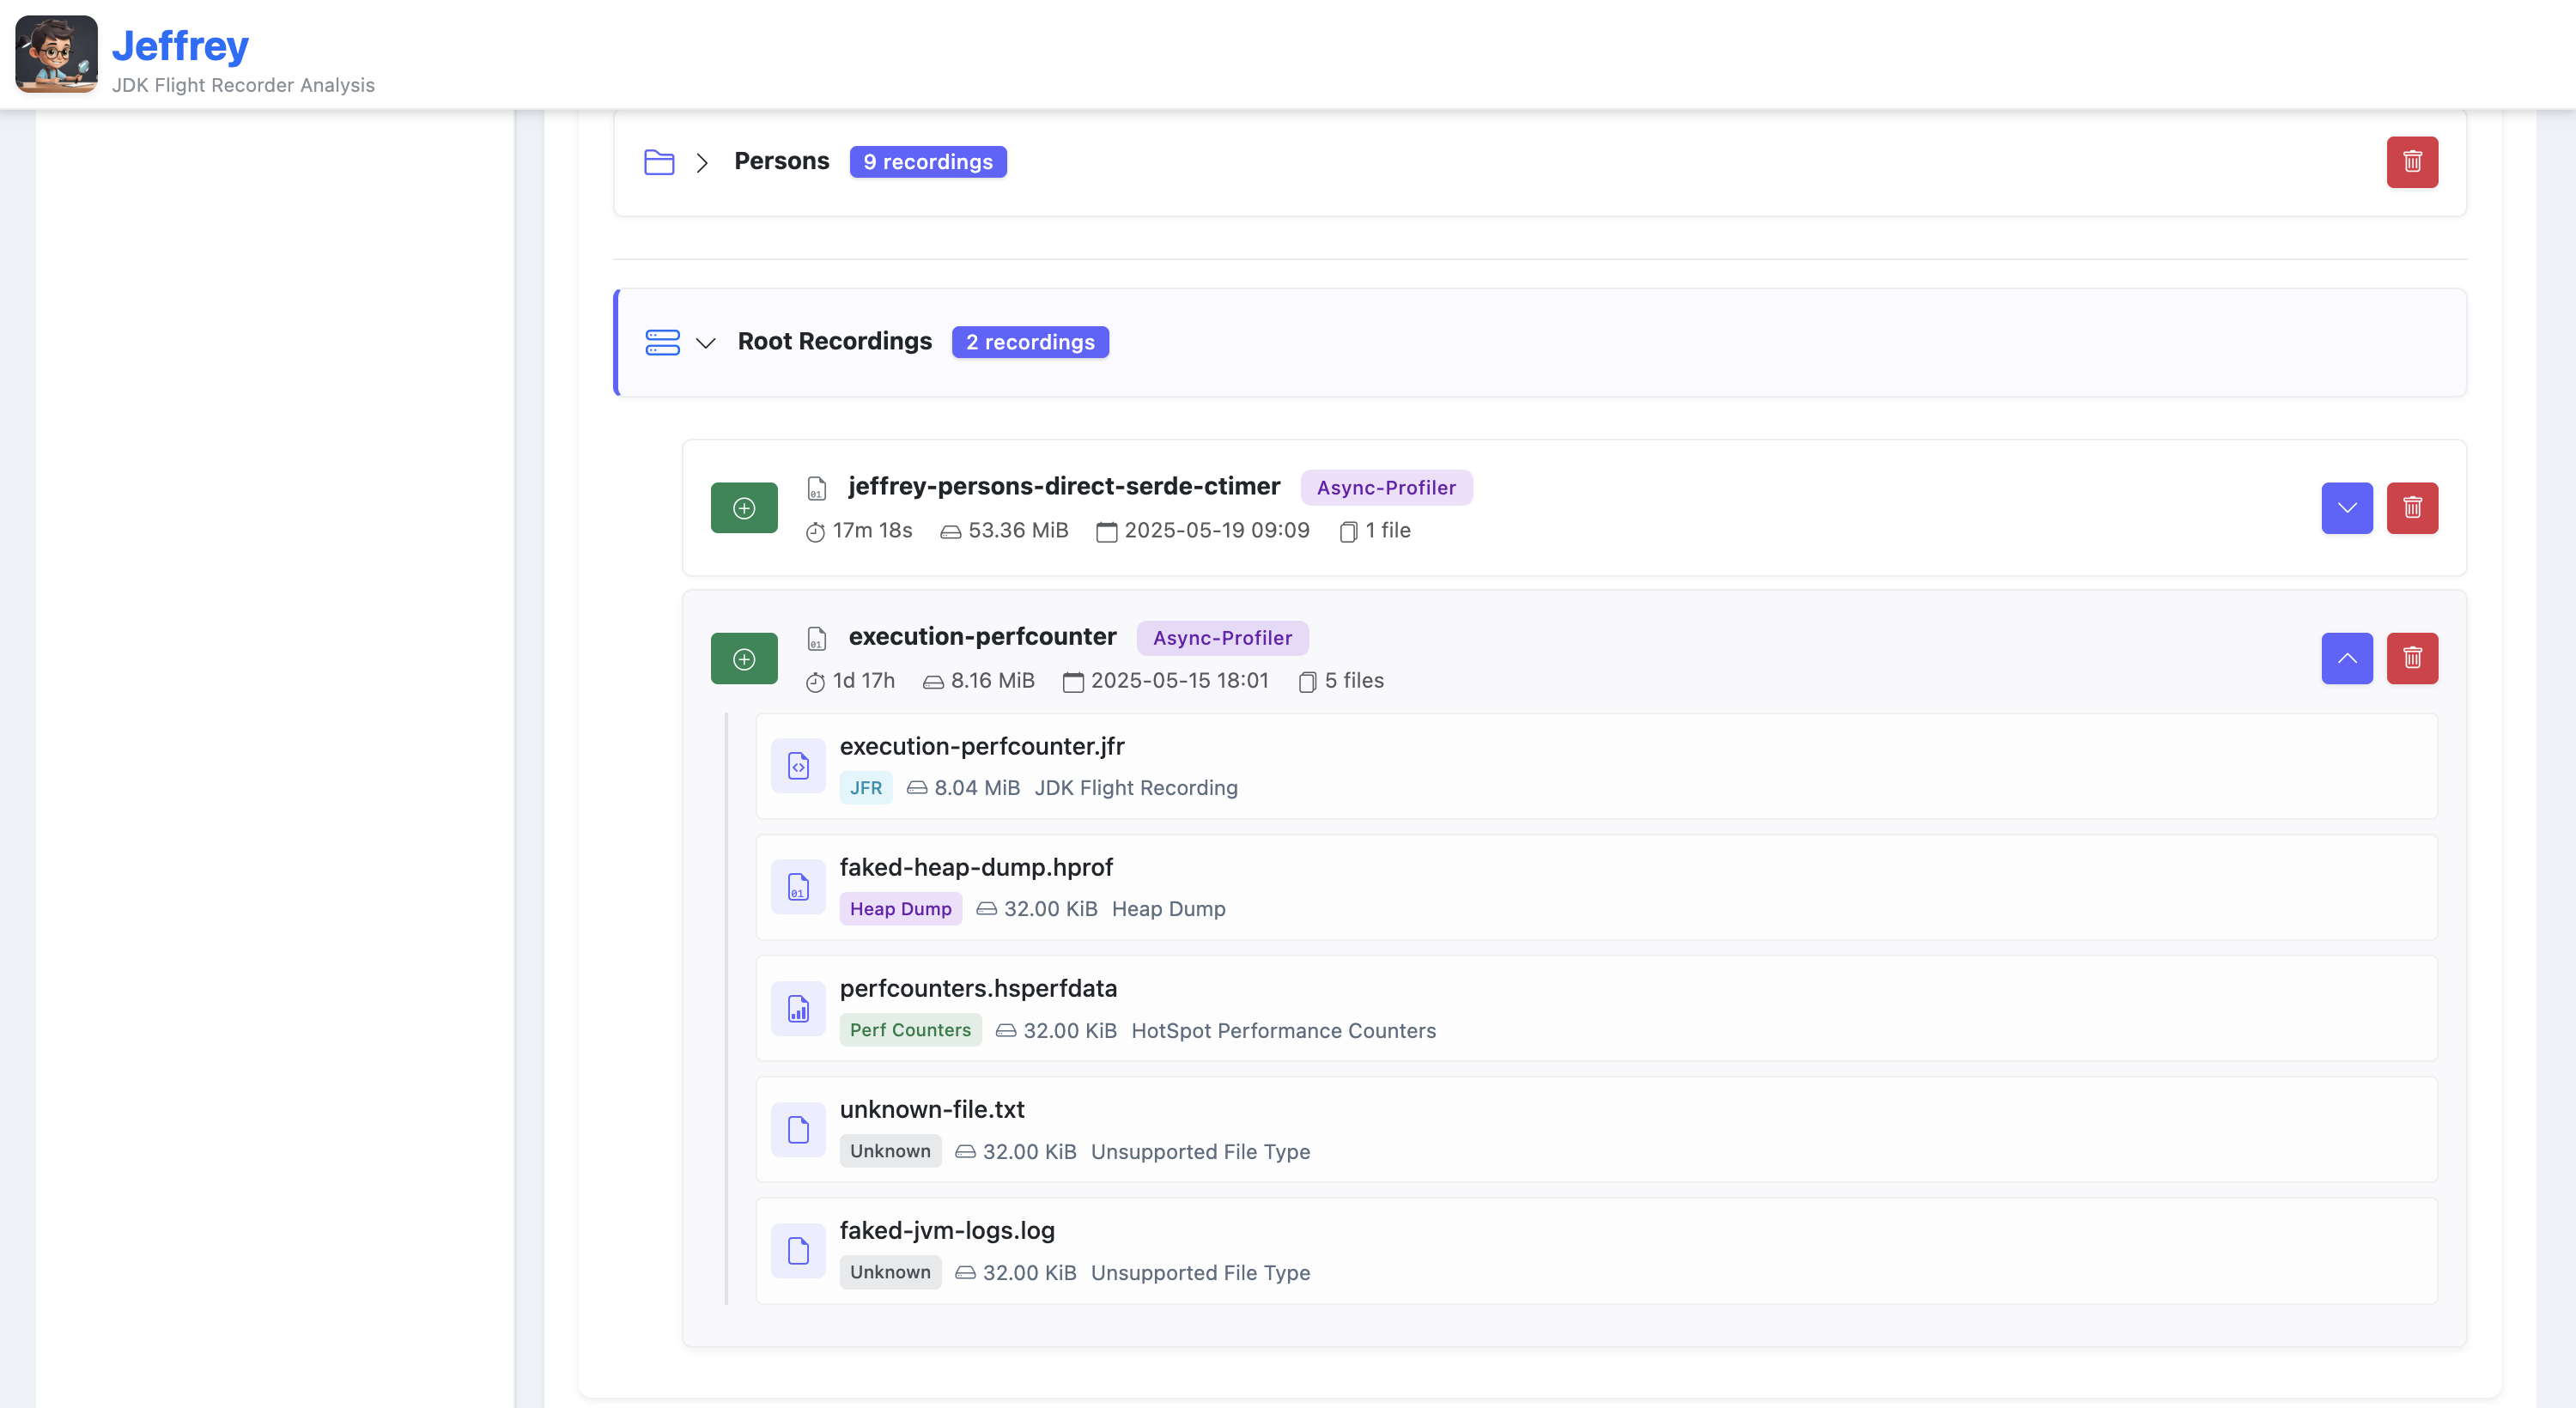 Jeffrey
JDK Flight Recorder Analysis
Persons 9 recordings
Root Recordings 2 recordings
jeffrey-persons-direct-serde-ctimer Async-Profiler
17m 18s 53.36 MiB 2025-05-19 09:09 1 file
execution-perfcounter Async-Profiler
1d 17h 8.16 MiB 2025-05-15 18:01 5 files
execution-perfcounter.jfr
JFR 8.04 MiB JDK Flight Recording
faked-heap-dump.hprof
Heap Dump 32.00 KiB Heap Dump
perfcounters.hsperfdata
Perf Counters 32.00 KiB HotSpot Performance Counters
unknown-file.txt
Unknown 32.00 KiB Unsupported File Type
faked-jvm-logs.log
Unknown 32.00 KiB Unsupported File Type